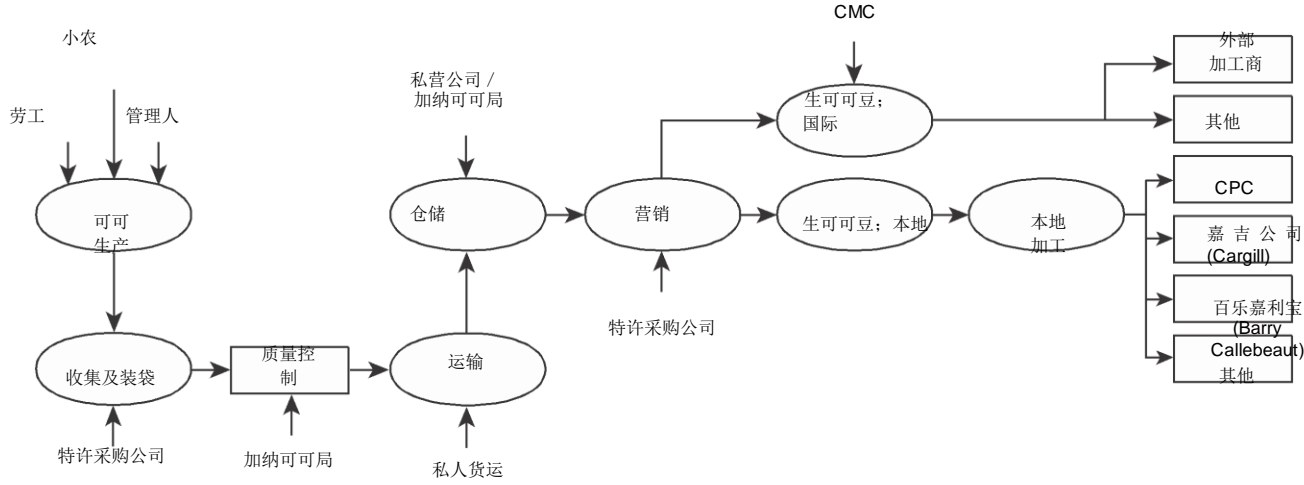 CMC
小农
外部
加工商
私营公司 /
加纳可可局
生可可豆；
国际
劳工
管理人
其他
CPC
可可
生产
仓储
营销
生可可豆；本地
本地
加工
嘉吉公司
(Cargill)
百乐嘉利宝
(Barry
Callebeaut)
其他
特许采购公司
质量控
制
运输
收集及装袋
特许采购公司
加纳可可局
私人货运